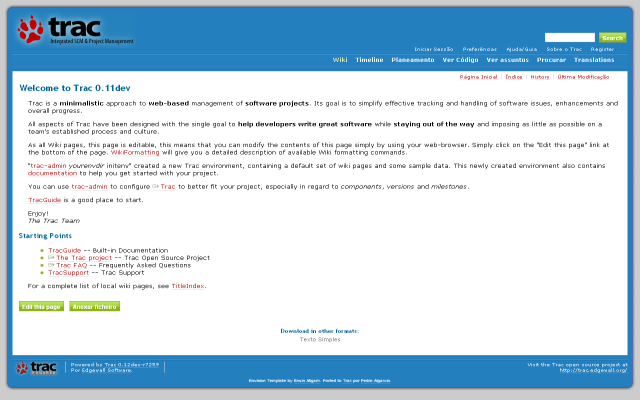 trac
Integrated SCM & Project Management
Search
Iniciar Sessão Preferências Ajuda/Guia Sobre o Trac Register
Wiki Timeline Planeamento Ver Código Ver assuntos Procurar Translations
Página Inicial Índice History Última Modificação
Welcome to Trac 0.11dev
Trac is a minimalistic approach to web-based management of software projects. Its goal is to simplify effective tracking and handling of software issues, enhancements and
overall progress.
All aspects of Trac have been designed with the single goal to help developers write great software while staying out of the way and imposing as little as possible on a
team's established process and culture.
As all Wiki pages, this page is editable, this means that you can modify the contents of this page simply by using your web-browser. Simply click on the "Edit this page" link at
the bottom of the page. WikiFormatting will give you a detailed description of available Wiki formatting commands.
"trac-admin yourenvdir initenv" created a new Trac environment, containing a default set of wiki pages and some sample data. This newly created environment also contains
documentation to help you get started with your project.
You can use trac-admin to configure Trac to better fit your project, especially in regard to components, versions and milestones.
TracGuide is a good place to start.
Enjoy!
The Trac Team
Starting Points
TracGuide -- Built-in Documentation
The Trac project -- Trac Open Source Project
Trac FAQ -- Frequently Asked Questions
TracSupport -- Trac Support
For a complete list of local wiki pages, see TitleIndex.
Edit this page Anexar ficheiro
Download in other formats:
Texto Simples
trac
Powered by Trac 0.12dev-r7259
Por Edgewall Software.
Visit the Trac open source project at
http://trac.edgewall.org/
Template by Ported to Trac por Pedro Algarvio